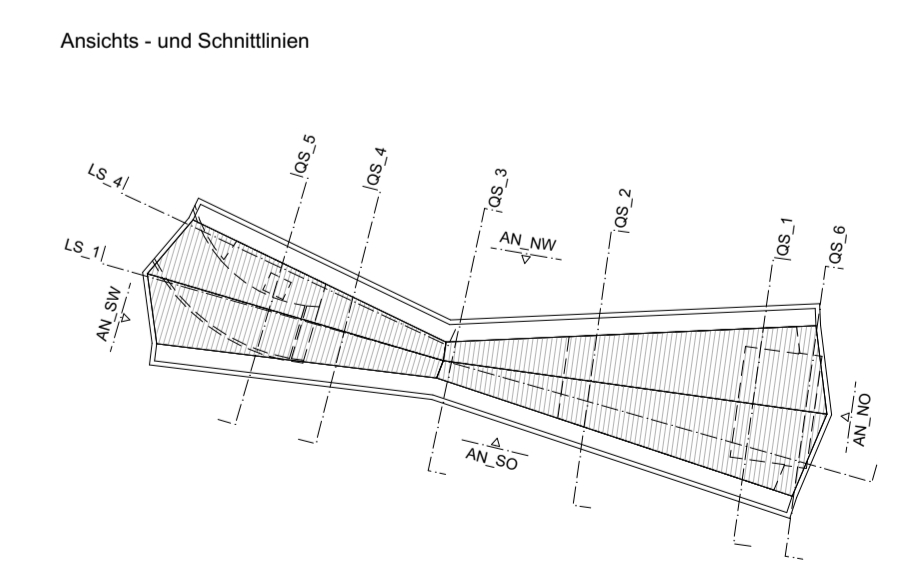 Ansichts - und Schnittlinien
QS_5
QS_4
LS_4
QS_3
QS_2
QS_1
QS_6
LS_1
AN_NW
AN_SW
AN_NO
AN_SO